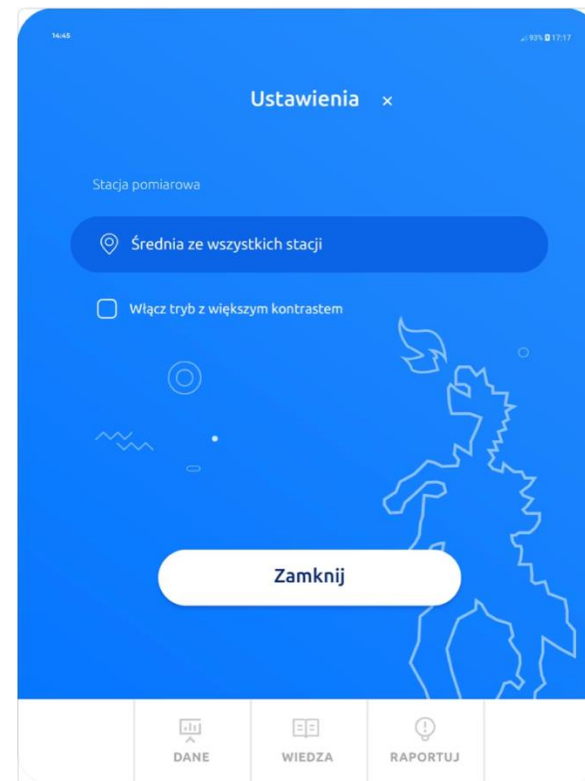 14:45
93% 17:17
Ustawienia ×
Stacja pomiarowa
Średnia ze wszystkich stacji
Włącz tryb z większym kontrastem
Zamknij
DANE WIEDZA RAPORTUJ